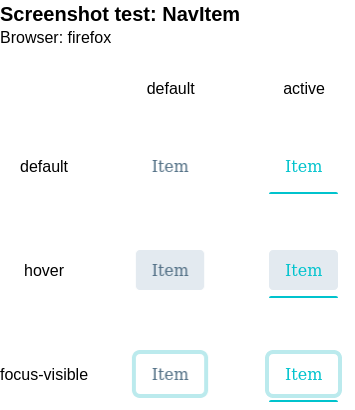 Screenshot test: NavItem
Browser: firefox
default active
default Item Item
hover Item Item
focus-visible Item Item